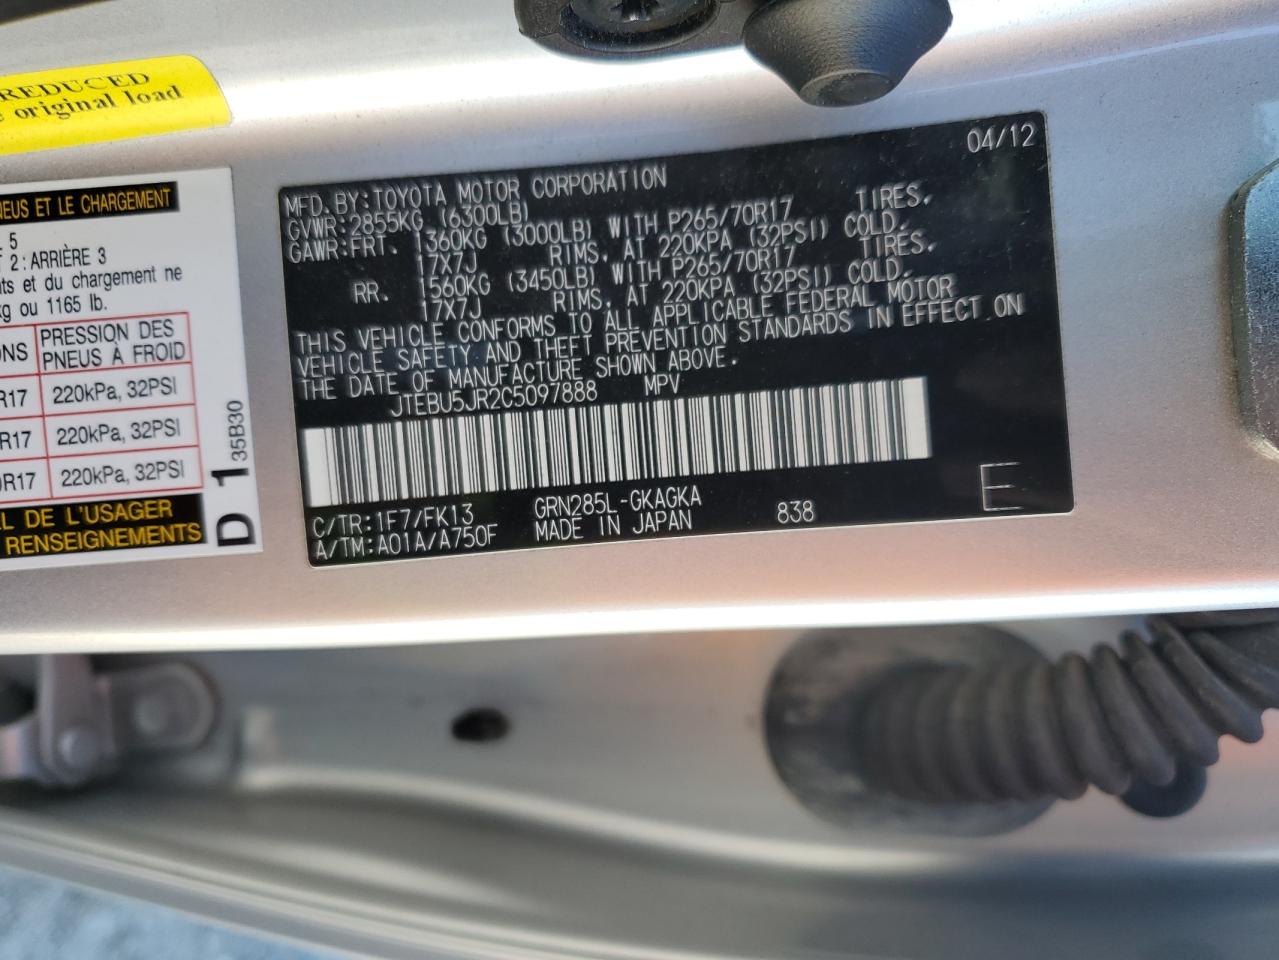 REDUCED
original load
NEUS ET LE CHARGEMENT
5
2 : ARRIÈRE 3
ts et du chargement ne
kg ou 1165 lb.
ONS PRESSION DES PNEUS À FROID
R17 220kPa, 32PSI
R17 220kPa, 32PSI
R17 220kPa, 32PSI
EL DE L'USAGER
RENSEIGNEMENTS
D 1 35B30
04/12
MFD. BY: TOYOTA MOTOR CORPORATION
GVWR: 2855KG (6300LB)
GAWR: FRT. 1360KG (3000LB) WITH P265/70R17 TIRES.
17X7J RIMS. AT 220KPA (32PSI) COLD.
RR. 1560KG (3450LB) WITH P265/70R17 TIRES.
17X7J RIMS. AT 220KPA (32PSI) COLD.
THIS VEHICLE CONFORMS TO ALL APPLICABLE FEDERAL MOTOR
VEHICLE SAFETY AND THEFT PREVENTION STANDARDS IN EFFECT ON
THE DATE OF MANUFACTURE SHOWN ABOVE.
JTEBU5JR2C5097888 MPV
C/TR: 1F7/FK13 GRN285L-GKAGKA
A/TM: A01A/A750F MADE IN JAPAN 838
E